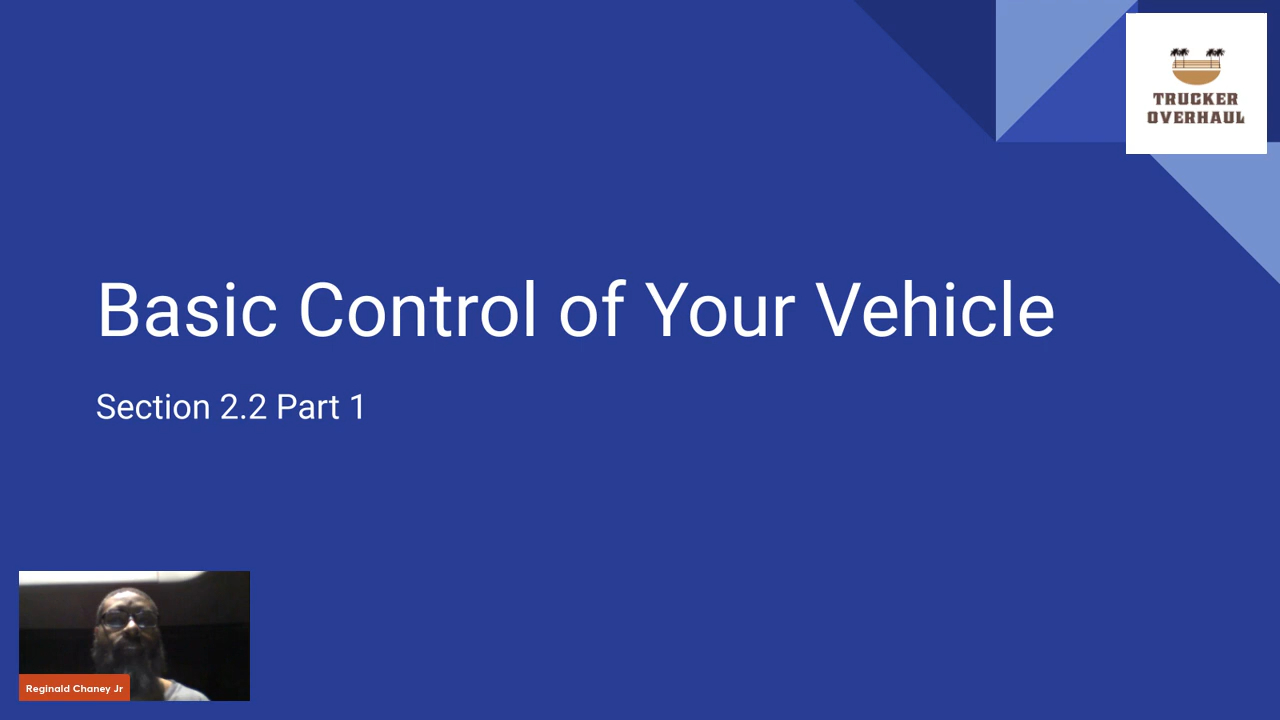 TRUCKER
OVERHAUL
Basic Control of Your Vehicle
Section 2.2 Part 1
Reginald Chaney Jr